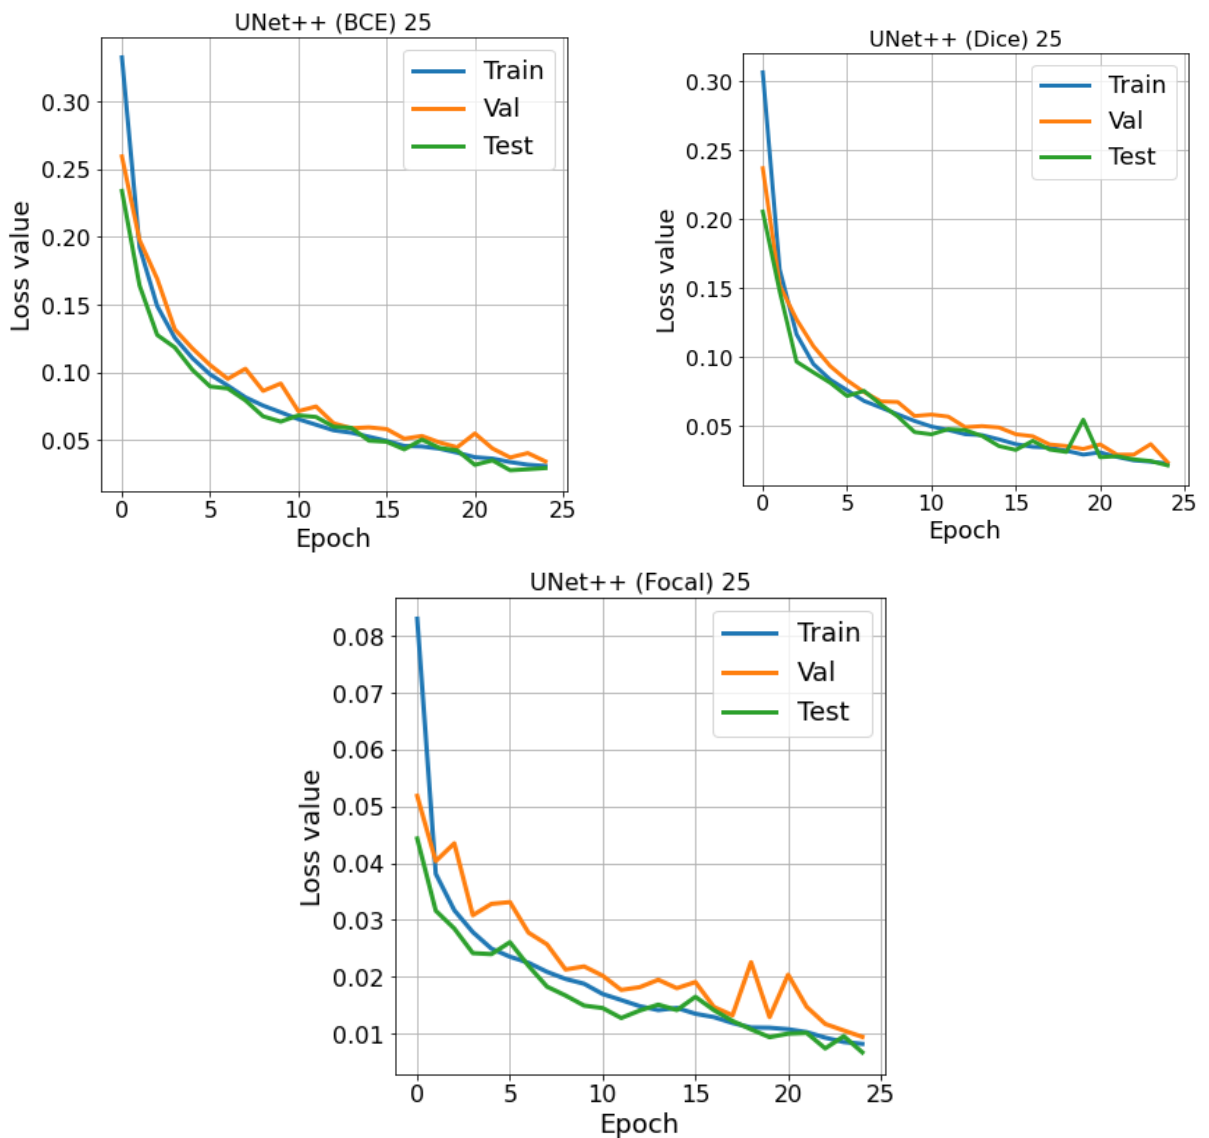 UNet++ (BCE) 25
Train
Val
Test
Loss value
0.30
0.25
0.20
0.15
0.10
0.05
0 5 10 15 20 25
Epoch
UNet++ (Dice) 25
Train
Val
Test
Loss value
0.30
0.25
0.20
0.15
0.10
0.05
0 5 10 15 20 25
Epoch
UNet++ (Focal) 25
Train
Val
Test
Loss value
0.08
0.07
0.06
0.05
0.04
0.03
0.02
0.01
0 5 10 15 20 25
Epoch